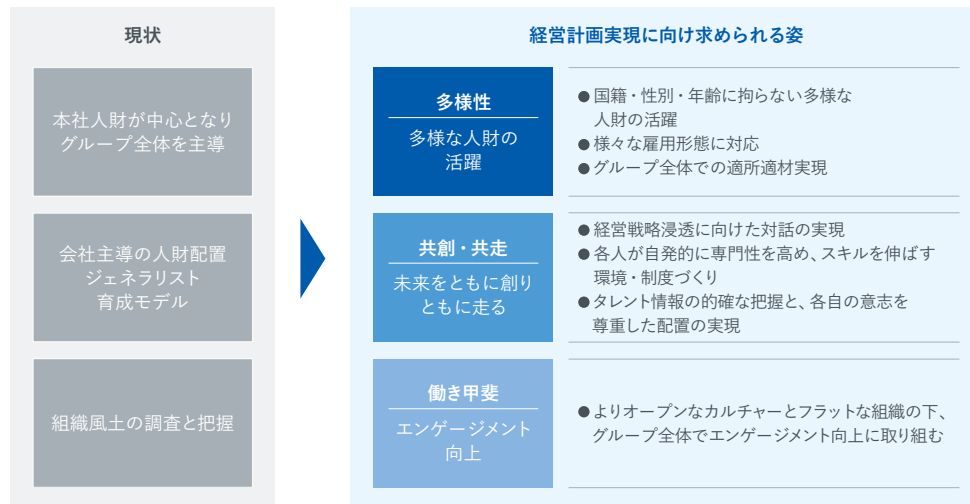 現状
本社人財が中心となり
グループ全体を主導
会社主導の人財配置
ジェネラリスト
育成モデル
組織風土の調査と把握
経営計画実現に向け求められる姿
多様性
多様な人財の
活躍
●国籍・性別・年齢に拘らない多様な
人財の活躍
●様々な雇用形態に対応
●グループ全体での適所適材実現
共創・共走
未来をともに創り
ともに走る
●経営戦略浸透に向けた対話の実現
●各人が自発的に専門性を高め、スキルを伸ばす
環境・制度づくり
●タレント情報の的確な把握と、各自の意志を
尊重した配置の実現
働き甲斐
エンゲージメント
向上
●よりオープンなカルチャーとフラットな組織の下、
グループ全体でエンゲージメント向上に取り組む